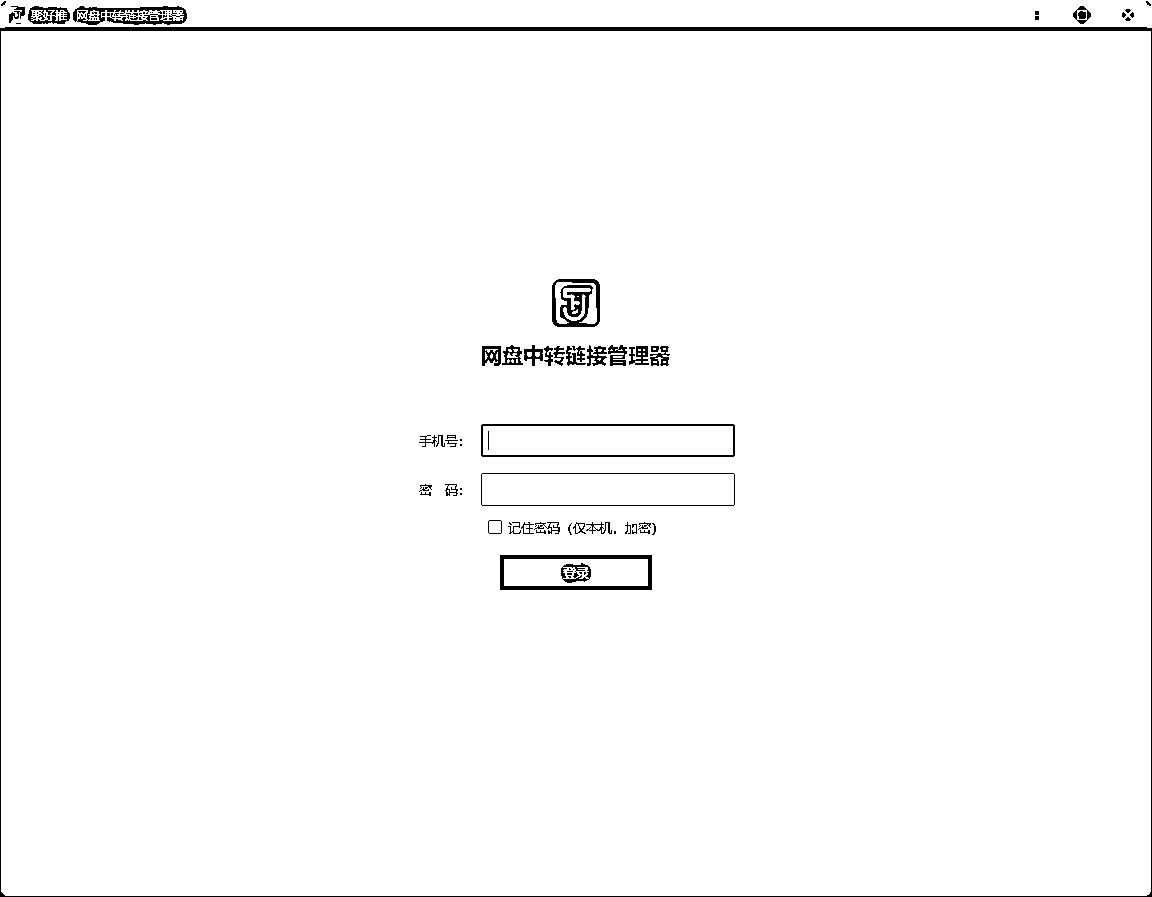 聚好推 网盘中转链接管理器
网盘中转链接管理器
手机号:
密 码:
记住密码（仅本机，加密）
登录